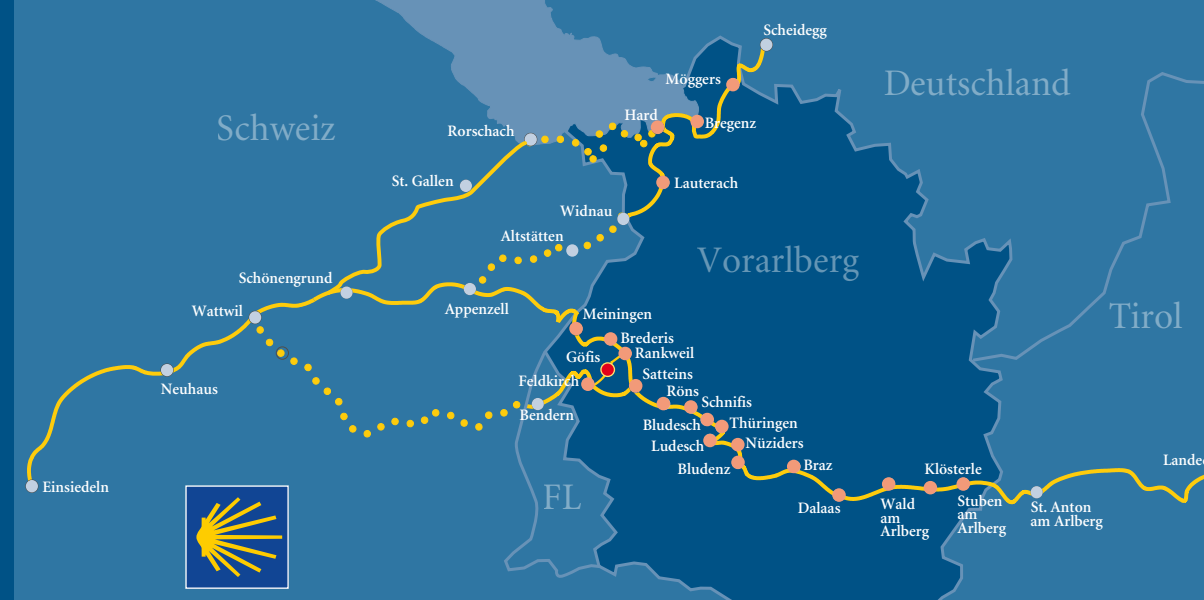 Scheidegg
Möggers
Deutschland
Schweiz
Hard
Bregenz
Rorschach
St. Gallen
Lauterach
Widnau
Altstätten
Vorarlberg
Schönengrund
Appenzell
Wattwil
Meiningen
Tirol
Brederis
Rankweil
Göfis
Neuhaus
Feldkirch
Satteins
Röns
Schnifis
Bendern
Bludesch
Thüringen
Ludesch
Nüziders
Bludenz
Braz
Klösterle
Lande
Einsiedeln
FL
Dalaas
Wald
am
Arlberg
Stuben
am
Arlberg
St. Anton
am Arlberg